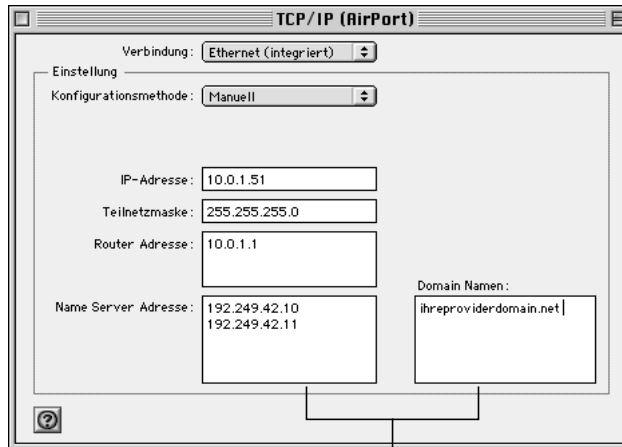 TCP/IP (AirPort)
Verbindung: Ethernet (integriert)
Einstellung
Konfigurationsmethode: Manuell
IP-Adresse: 10.0.1.51
Teilnetzmaske: 255.255.255.0
Router Adresse: 10.0.1.1
Domain Namen:
Name Server Adresse: 192.249.42.10 ihreproviderdomain.net
192.249.42.11
?